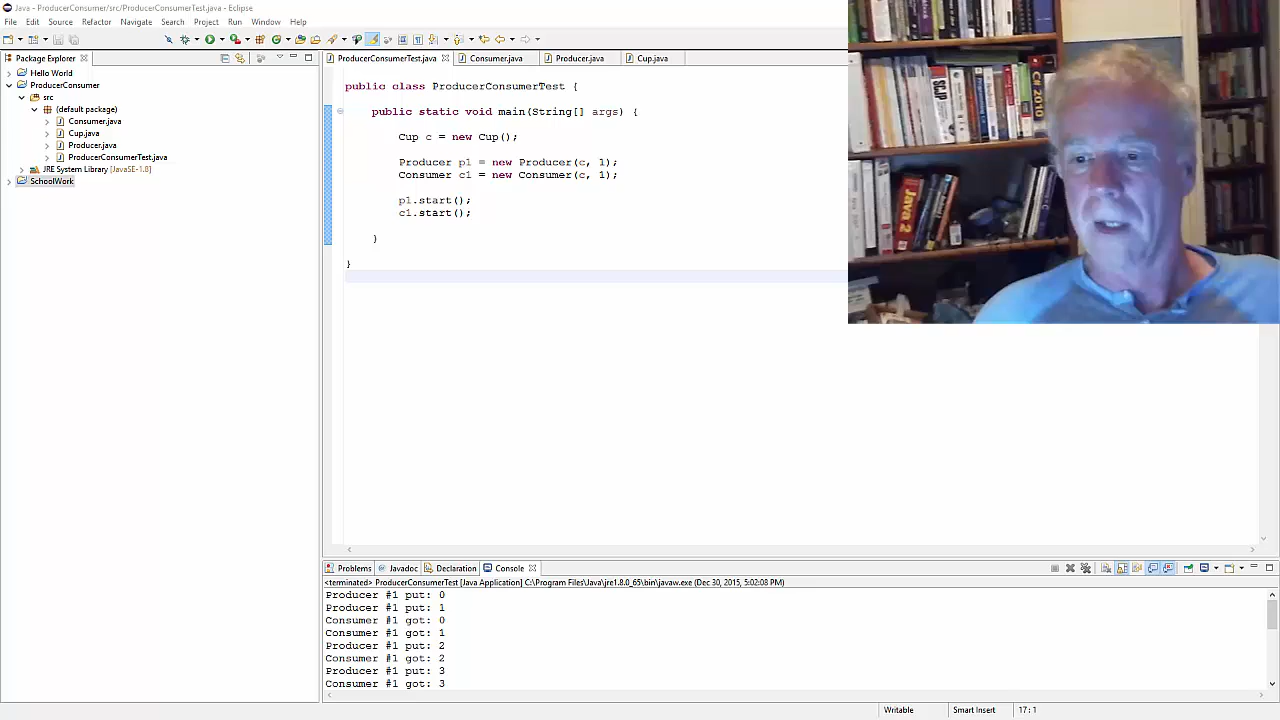 Java - ProducerConsumer/src/ProducerConsumerTest.java - Eclipse
File Edit Source Refactor Navigate Search Project Run Window Help
Package Explorer
Hello World
ProducerConsumer
src
(default package)
Consumer.java
Cup.java
Producer.java
ProducerConsumerTest.java
JRE System Library [JavaSE-1.8]
SchoolWork
ProducerConsumerTest.java Consumer.java Producer.java Cup.java
public class ProducerConsumerTest {
public static void main(String[] args) {
Cup c = new Cup();
Producer p1 = new Producer(c, 1);
Consumer c1 = new Consumer(c, 1);
p1.start();
c1.start();
}
}
C# 2010
SCJP
Java 2
Problems Javadoc Declaration Console
<terminated> ProducerConsumerTest [Java Application] C:\Program Files\Java\jre1.8.0_65\bin\javaw.exe (Dec 30, 2015, 5:02:08 PM)
Producer #1 put: 0
Producer #1 put: 1
Consumer #1 got: 0
Consumer #1 got: 1
Producer #1 put: 2
Consumer #1 got: 2
Producer #1 put: 3
Consumer #1 got: 3
Writable Smart Insert 17 : 1